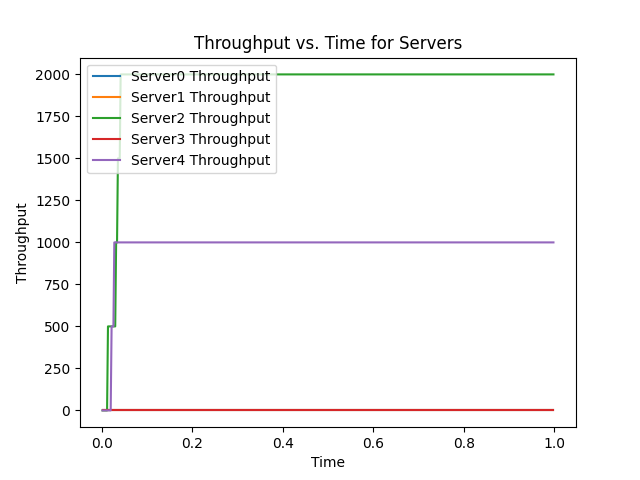 Throughput vs. Time for Servers
Server0 Throughput
Server1 Throughput
Server2 Throughput
Server3 Throughput
Server4 Throughput
2000
1750
1500
1250
1000
750
500
250
0
Throughput
0.0 0.2 0.4 0.6 0.8 1.0
Time